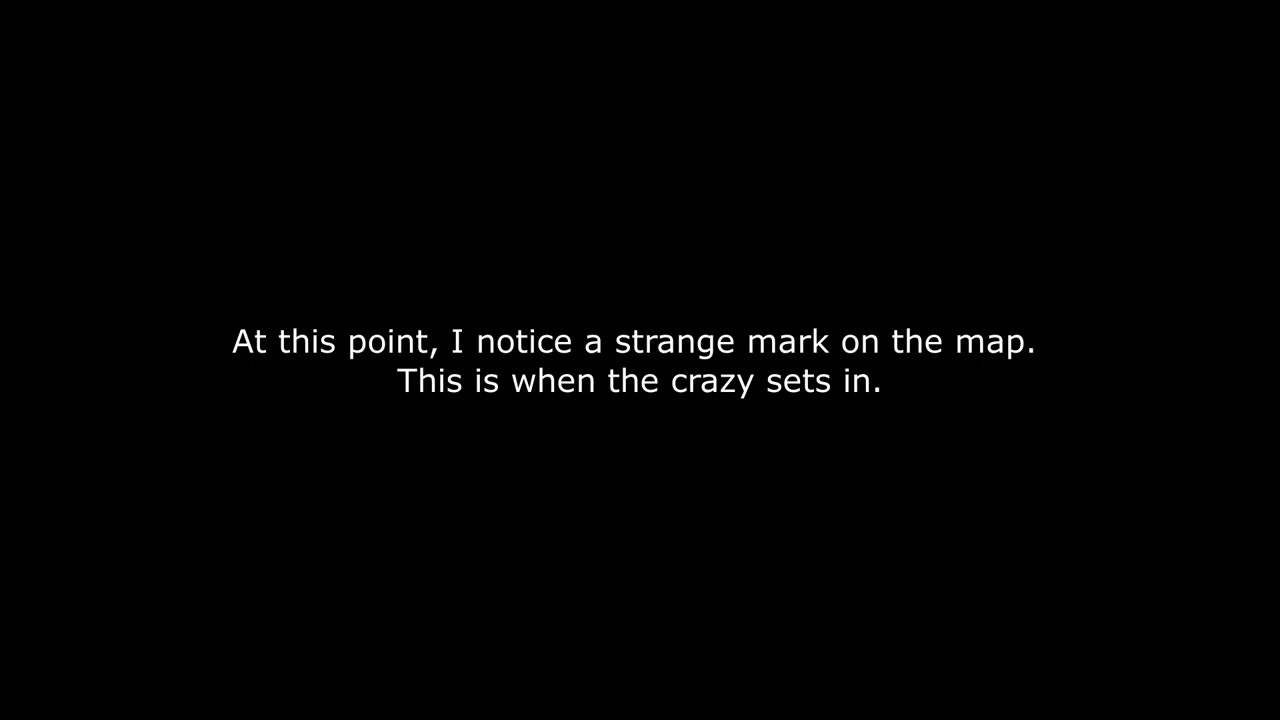 At this point, I notice a strange mark on the map.
This is when the crazy sets in.